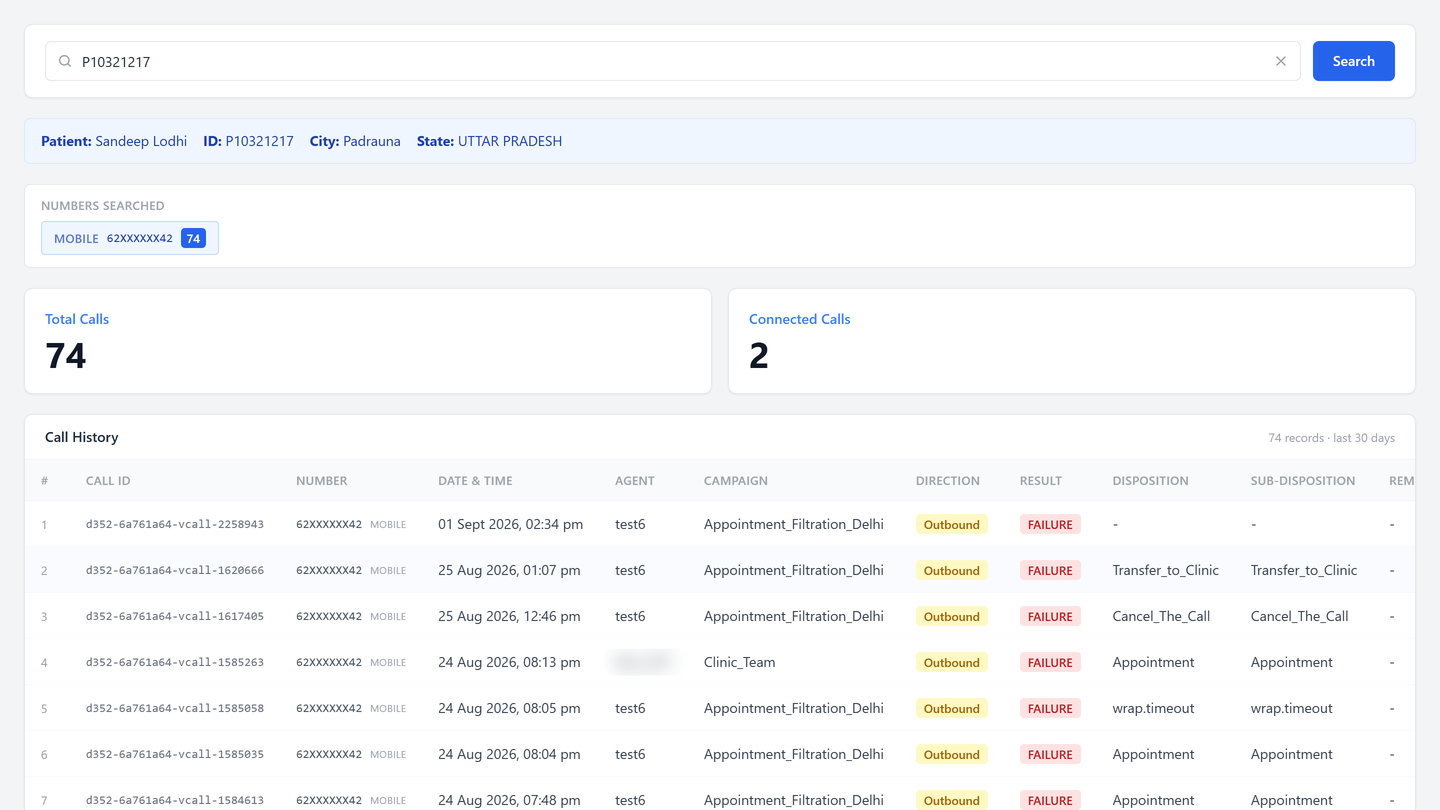 P10321217 Search
Patient: Sandeep Lodhi ID: P10321217 City: Padrauna State: UTTAR PRADESH
NUMBERS SEARCHED
MOBILE 62XXXXXX42 74
Total Calls
74
Connected Calls
2
Call History 74 records · last 30 days
# CALL ID NUMBER DATE & TIME AGENT CAMPAIGN DIRECTION RESULT DISPOSITION SUB-DISPOSITION REM
1 d352-6a761a64-vcall-2258943 62XXXXXX42 MOBILE 01 Sept 2026, 02:34 pm test6 Appointment_Filtration_Delhi Outbound FAILURE - - -
2 d352-6a761a64-vcall-1620666 62XXXXXX42 MOBILE 25 Aug 2026, 01:07 pm test6 Appointment_Filtration_Delhi Outbound FAILURE Transfer_to_Clinic Transfer_to_Clinic -
3 d352-6a761a64-vcall-1617405 62XXXXXX42 MOBILE 25 Aug 2026, 12:46 pm test6 Appointment_Filtration_Delhi Outbound FAILURE Cancel_The_Call Cancel_The_Call -
4 d352-6a761a64-vcall-1585263 62XXXXXX42 MOBILE 24 Aug 2026, 08:13 pm Clinic_Team Outbound FAILURE Appointment Appointment -
5 d352-6a761a64-vcall-1585058 62XXXXXX42 MOBILE 24 Aug 2026, 08:05 pm test6 Appointment_Filtration_Delhi Outbound FAILURE wrap.timeout wrap.timeout -
6 d352-6a761a64-vcall-1585035 62XXXXXX42 MOBILE 24 Aug 2026, 08:04 pm test6 Appointment_Filtration_Delhi Outbound FAILURE Appointment Appointment -
7 d352-6a761a64-vcall-1584613 62XXXXXX42 MOBILE 24 Aug 2026, 07:48 pm test6 Appointment_Filtration_Delhi Outbound FAILURE Appointment Appointment -